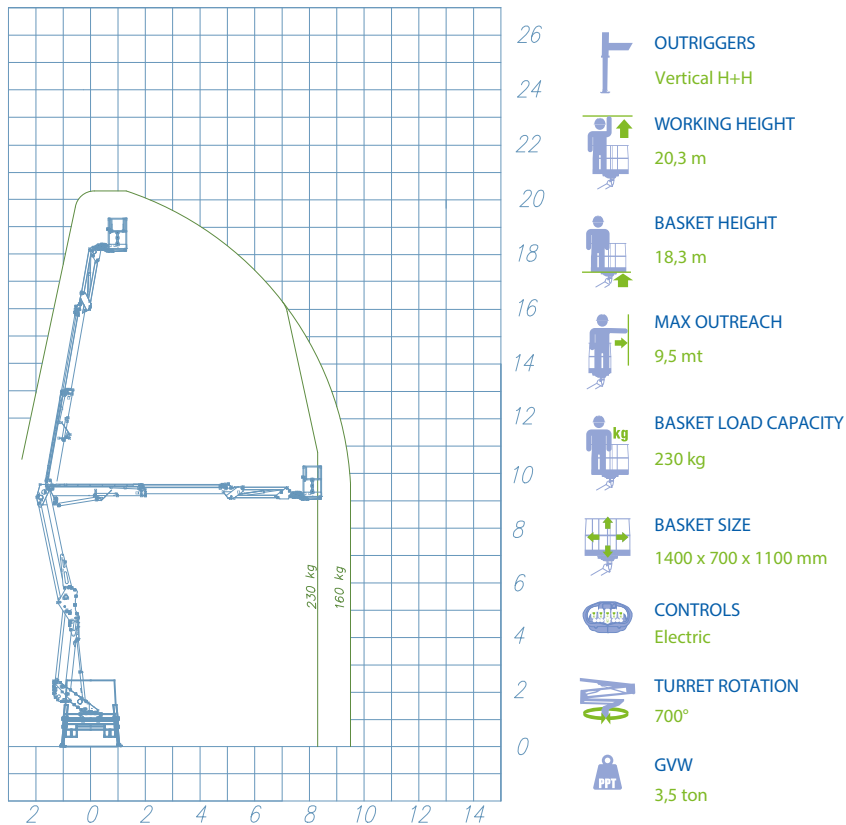 26
24
22
20
18
16
14
12
10
8
6
4
2
0
2 0 2 4 6 8 10 12 14
230 kg
160 kg
OUTRIGGERS
Vertical H+H
WORKING HEIGHT
20,3 m
BASKET HEIGHT
18,3 m
MAX OUTREACH
9,5 mt
kg
BASKET LOAD CAPACITY
230 kg
BASKET SIZE
1400 x 700 x 1100 mm
CONTROLS
Electric
TURRET ROTATION
700°
PPT
GVW
3,5 ton